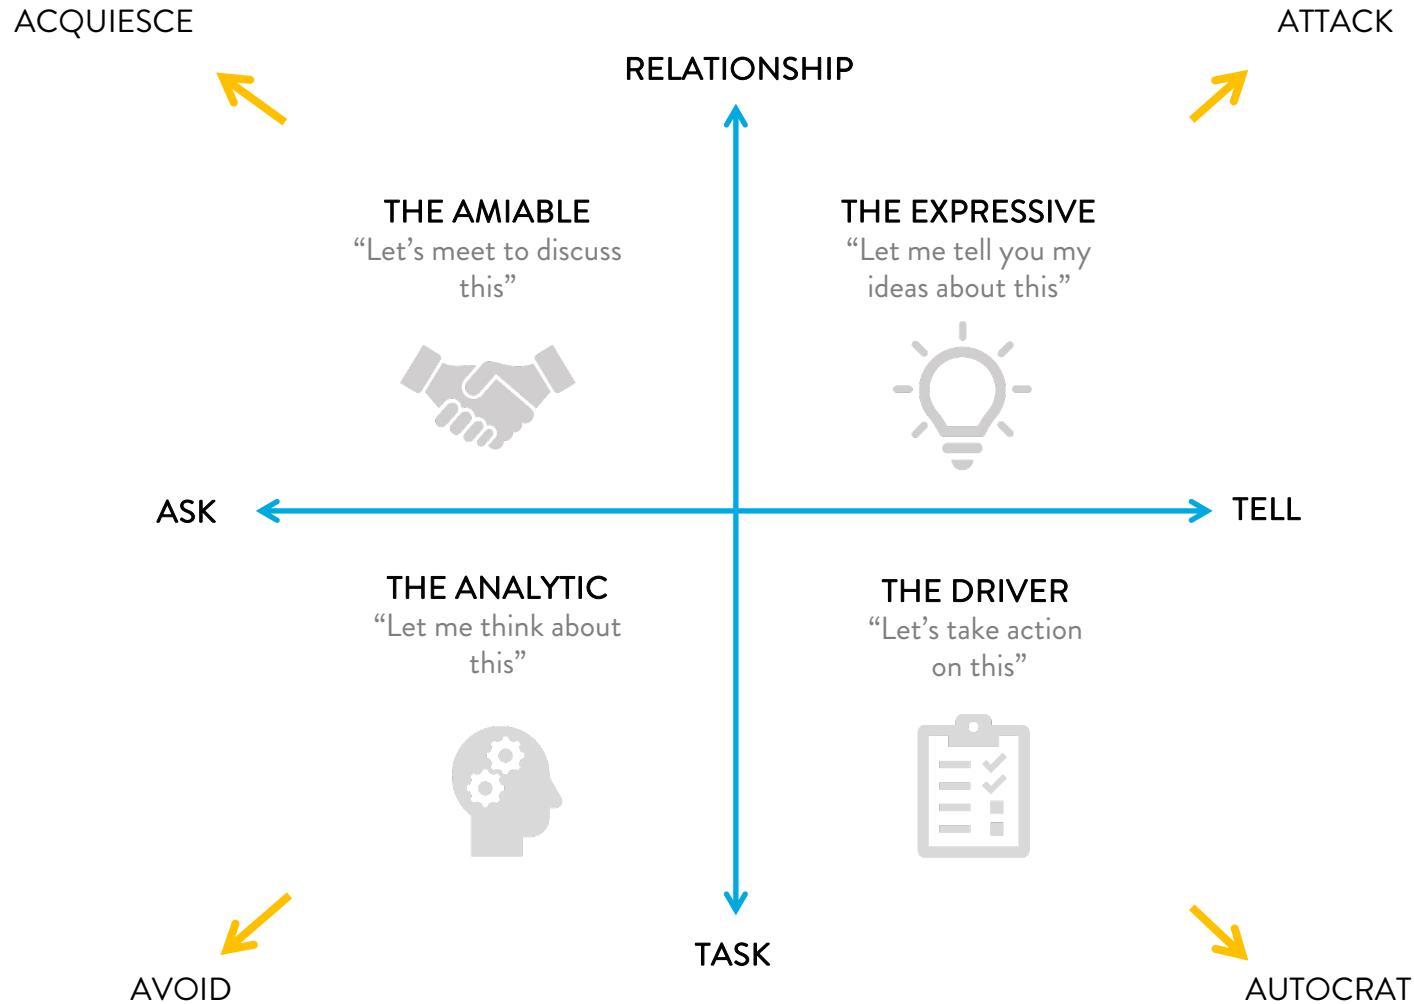 ACQUIESCE
ATTACK
RELATIONSHIP
THE AMIABLE
“Let’s meet to discuss
this”
THE EXPRESSIVE
“Let me tell you my
ideas about this”
ASK
TELL
THE ANALYTIC
“Let me think about
this”
THE DRIVER
“Let’s take action
on this”
TASK
AVOID
AUTOCRAT